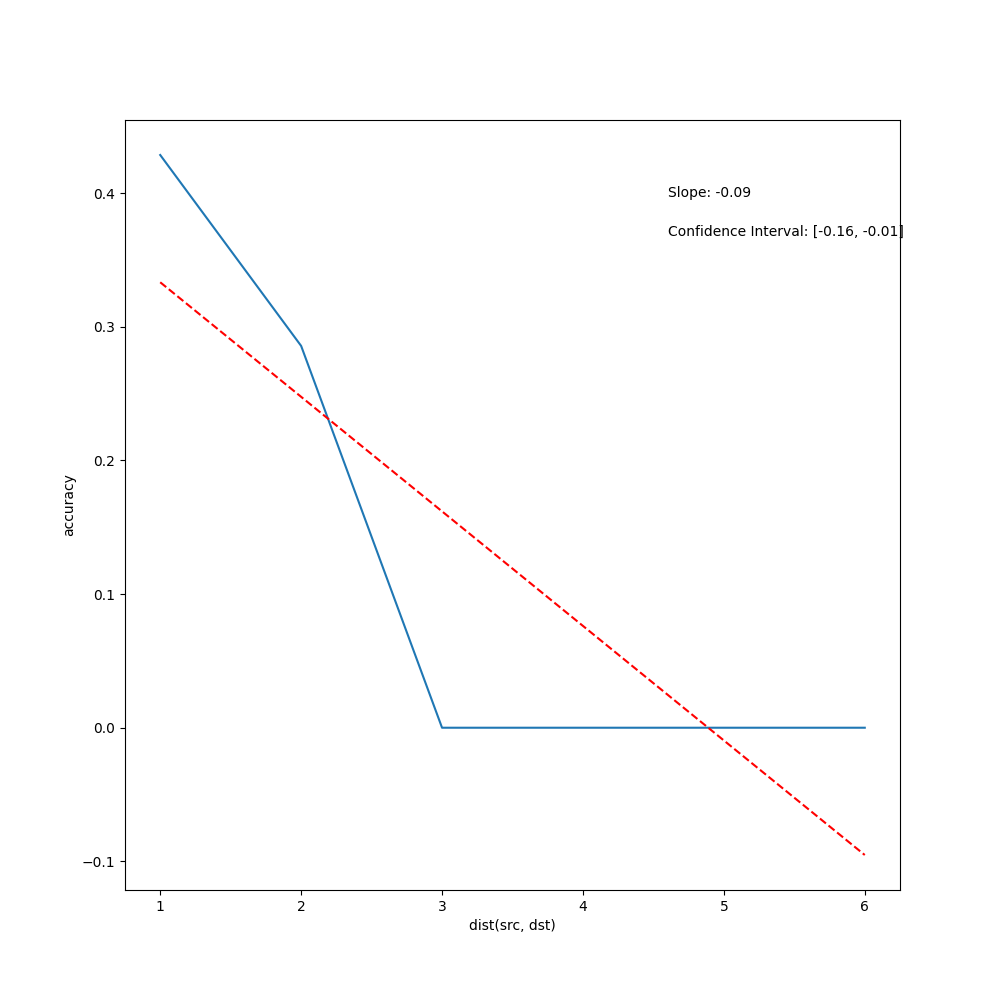 Slope: -0.09
Confidence Interval: [-0.16, -0.01]
0.4
0.3
0.2
0.1
0.0
−0.1
accuracy
1 2 3 4 5 6
dist(src, dst)